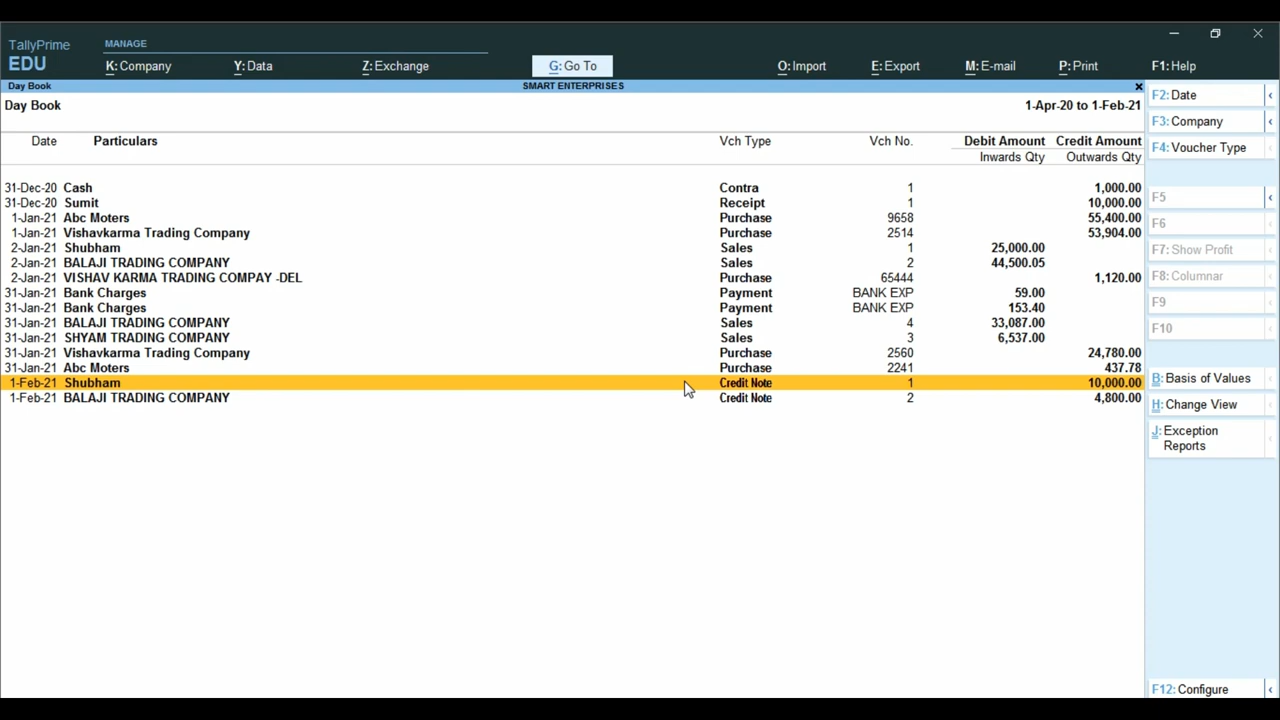 TallyPrime MANAGE
EDU K: Company Y: Data Z: Exchange G: Go To O: Import E: Export M: E-mail P: Print F1: Help
Day Book SMART ENTERPRISES
Day Book 1-Apr-20 to 1-Feb-21
Date Particulars Vch Type Vch No. Debit Amount Credit Amount
Inwards Qty Outwards Qty
31-Dec-20 Cash Contra 1 1,000.00
31-Dec-20 Sumit Receipt 1 10,000.00
1-Jan-21 Abc Moters Purchase 9658 55,400.00
1-Jan-21 Vishavkarma Trading Company Purchase 2514 53,904.00
2-Jan-21 Shubham Sales 1 25,000.00
2-Jan-21 BALAJI TRADING COMPANY Sales 2 44,500.05
2-Jan-21 VISHAV KARMA TRADING COMPAY -DEL Purchase 65444 1,120.00
31-Jan-21 Bank Charges Payment BANK EXP 59.00
31-Jan-21 Bank Charges Payment BANK EXP 153.40
31-Jan-21 BALAJI TRADING COMPANY Sales 4 33,087.00
31-Jan-21 SHYAM TRADING COMPANY Sales 3 6,537.00
31-Jan-21 Vishavkarma Trading Company Purchase 2560 24,780.00
31-Jan-21 Abc Moters Purchase 2241 437.78
1-Feb-21 Shubham Credit Note 1 10,000.00
1-Feb-21 BALAJI TRADING COMPANY Credit Note 2 4,800.00
F2: Date
F3: Company
F4: Voucher Type
F5
F6
F7: Show Profit
F8: Columnar
F9
F10
B: Basis of Values
H: Change View
J: Exception
Reports
F12: Configure